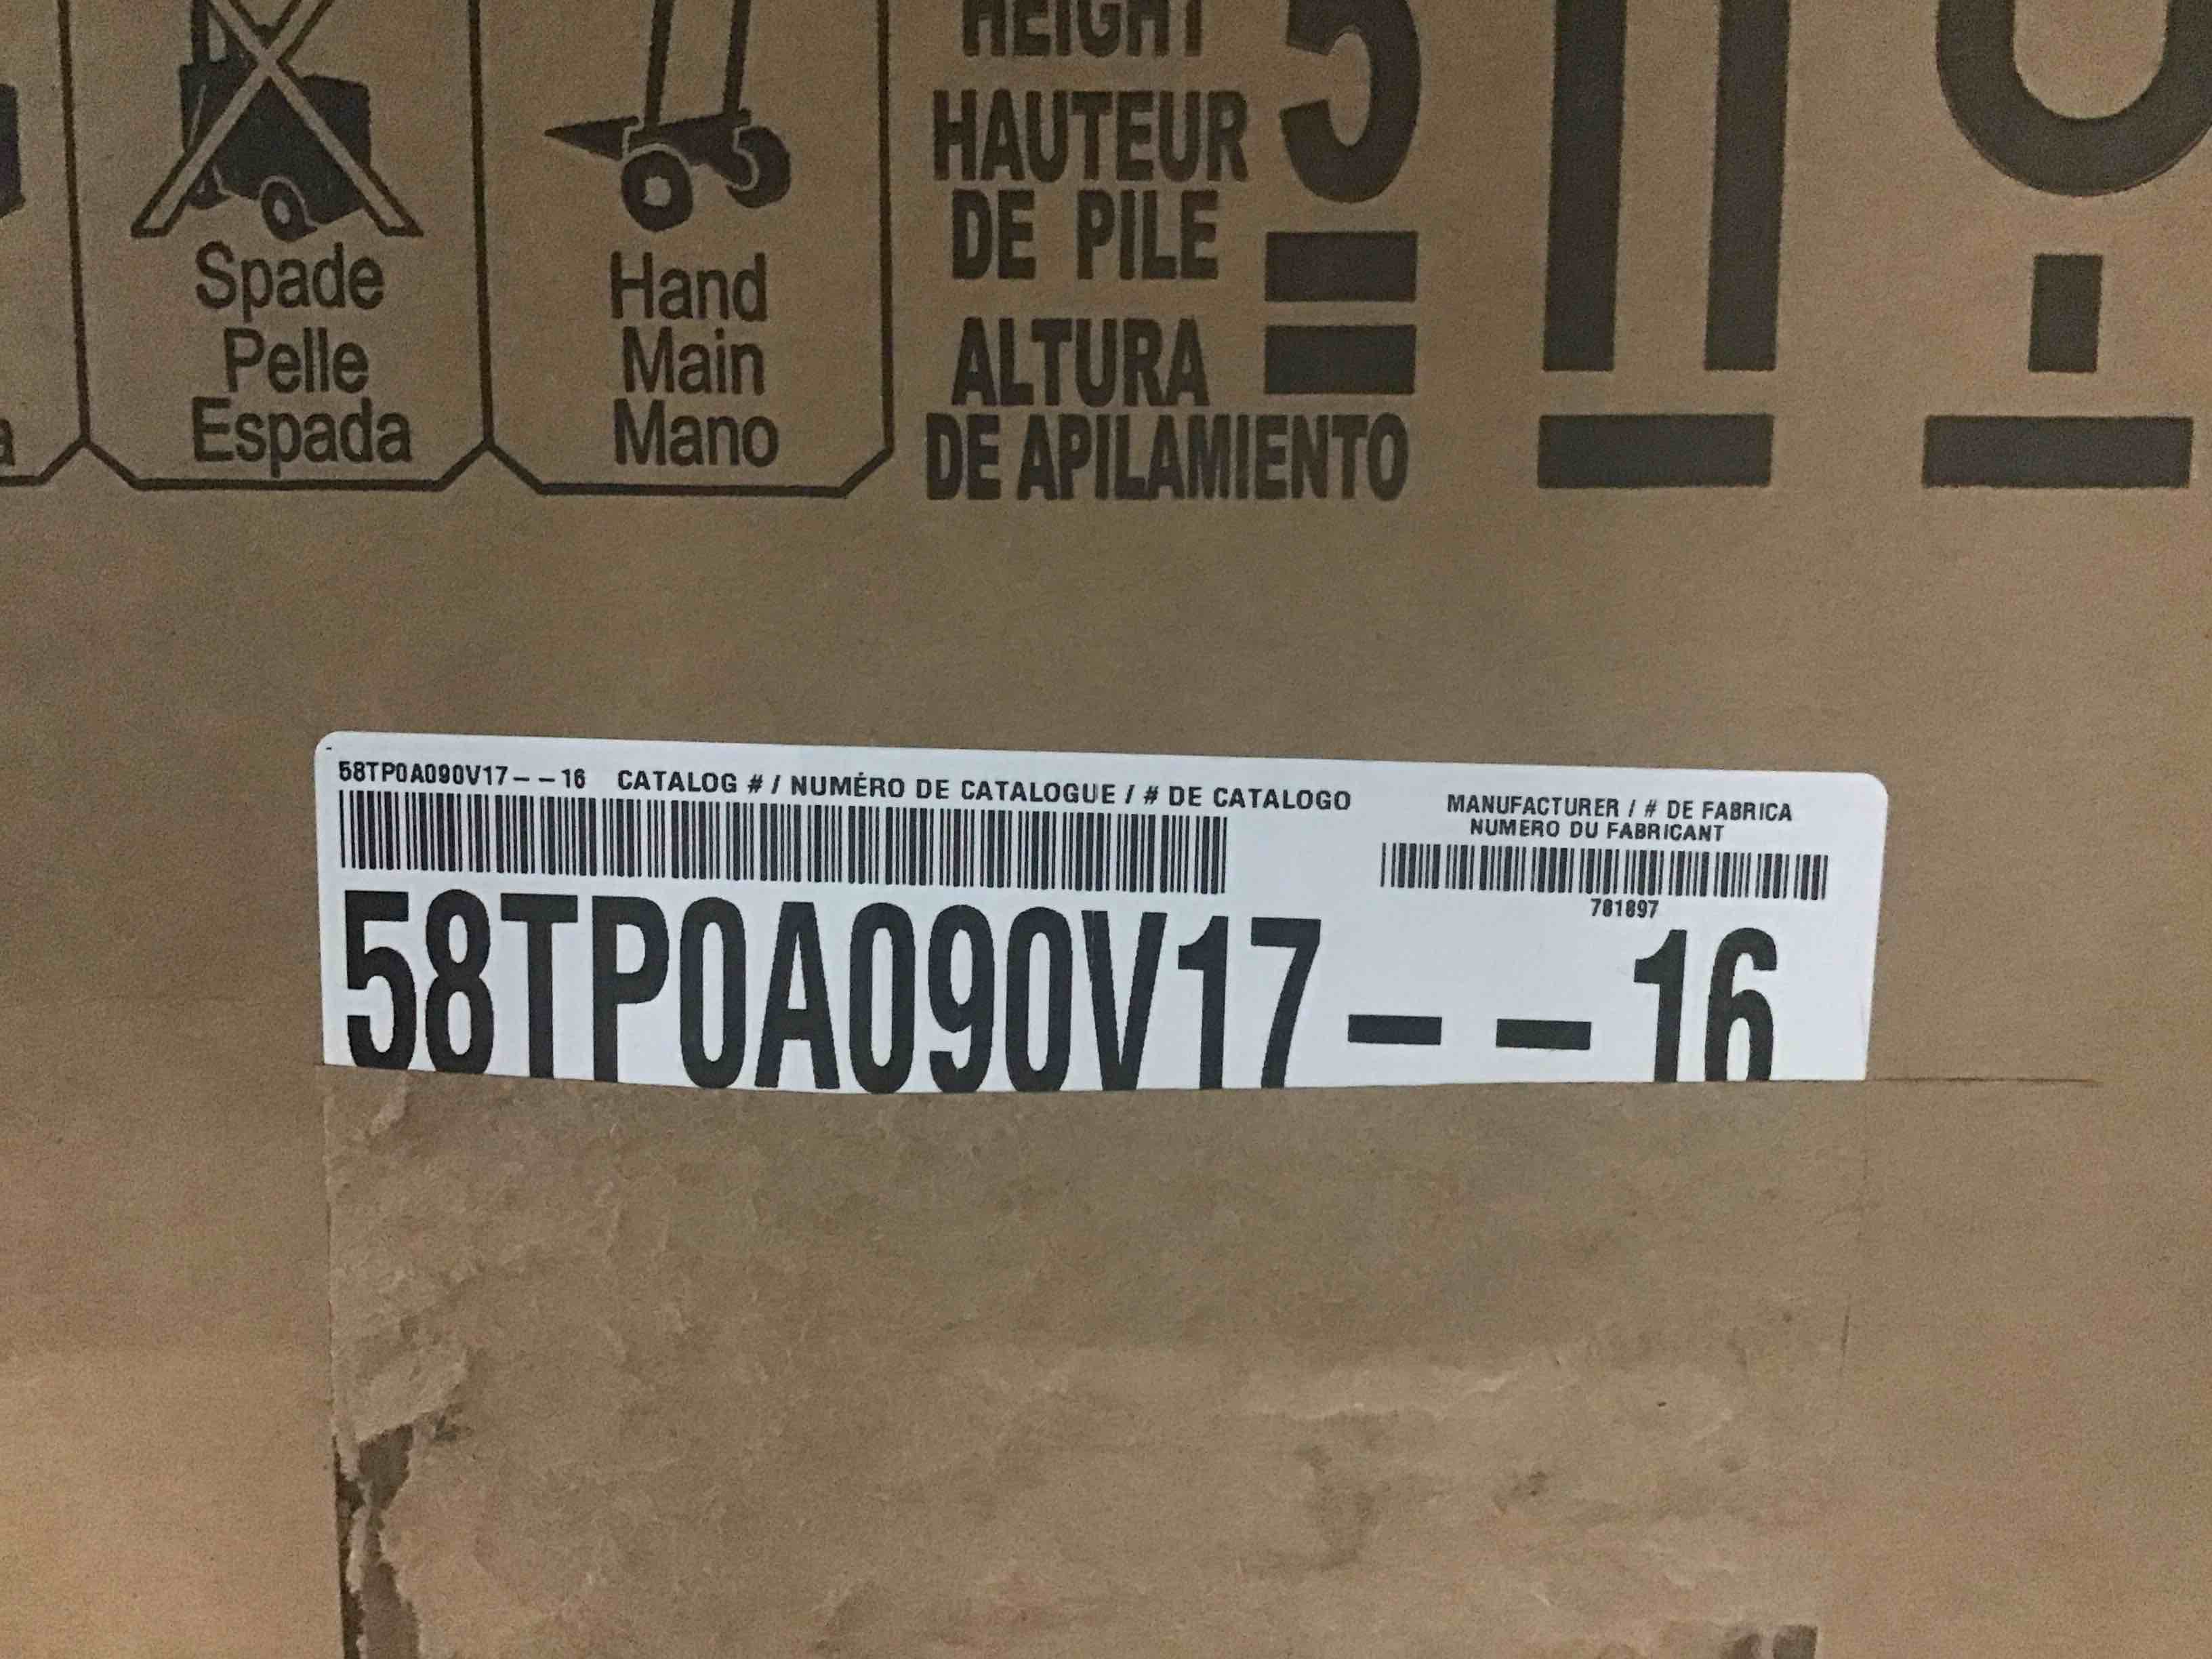 HEIGHT
HAUTEUR
DE PILE
ALTURA
DE APILAMIENTO
5
Spade
Pelle
Espada
Hand
Main
Mano
58TP0A090V17--16 CATALOG # / NUMÉRO DE CATALOGUE / # DE CATALOGO
MANUFACTURER / # DE FABRICA
NUMERO DU FABRICANT
781897
58TP0A090V17--16